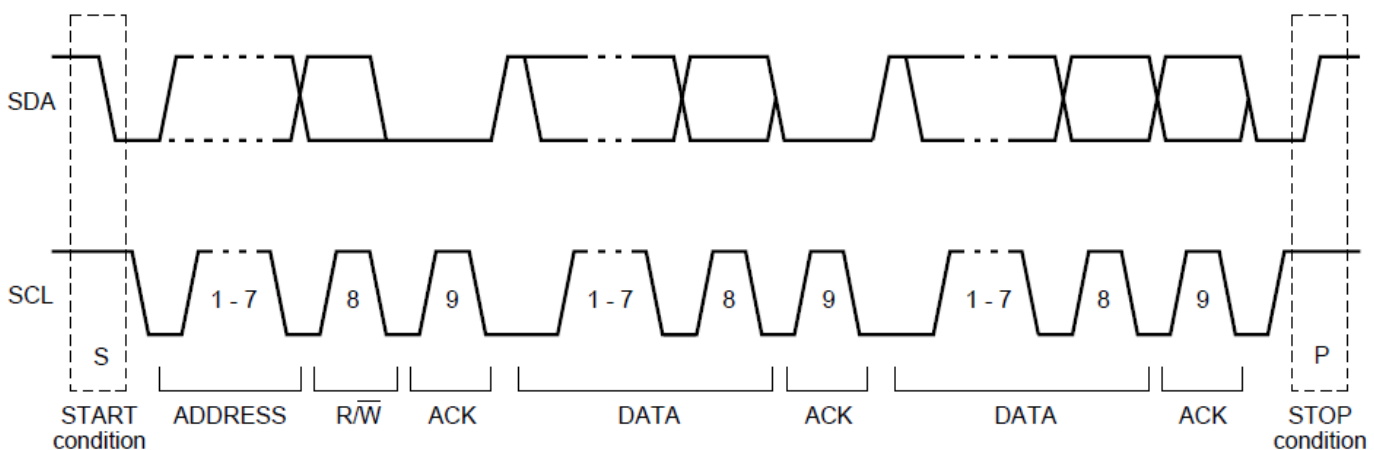 SDA
SCL
1 - 7
8
9
1 - 7
8
9
1 - 7
8
9
S
P
START
condition
ADDRESS
R/W̅
ACK
DATA
ACK
DATA
ACK
STOP
condition